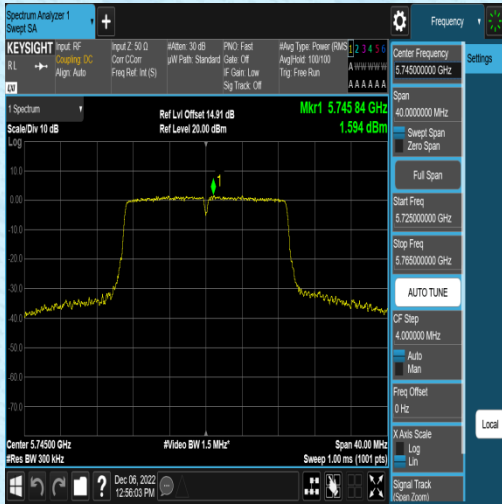 Spectrum Analyzer 1
Swept SA
Frequency
KEYSIGHT
RL
Input: RF
Coupling: DC
Align: Auto
Input Z: 50 Ω
Corr CCorr
Freq Ref: Int (S)
#Atten: 30 dB
µW Path: Standard
PNO: Fast
Gate: Off
IF Gain: Low
Sig Track: Off
#Avg Type: Power (RMS
Avg|Hold: 100/100
Trig: Free Run
1 2 3 4 5 6
A W W W W W
A A A A A A
LXI
1 Spectrum
Scale/Div 10 dB
Log
Ref Lvl Offset 14.91 dB
Ref Level 20.00 dBm
Mkr1 5.745 84 GHz
1.594 dBm
10.0
0.00
-10.0
-20.0
-30.0
-40.0
-50.0
-60.0
-70.0
1
Center 5.74500 GHz
#Res BW 300 kHz
#Video BW 1.5 MHz*
Span 40.00 MHz
Sweep 1.00 ms (1001 pts)
Dec 06, 2022
12:56:03 PM
Center Frequency
5.745000000 GHz
Settings
Span
40.0000000 MHz
Swept Span
Zero Span
Full Span
Start Freq
5.725000000 GHz
Stop Freq
5.765000000 GHz
AUTO TUNE
CF Step
4.000000 MHz
Auto
Man
Freq Offset
0 Hz
X Axis Scale
Log
Lin
Local
Signal Track
(Span Zoom)